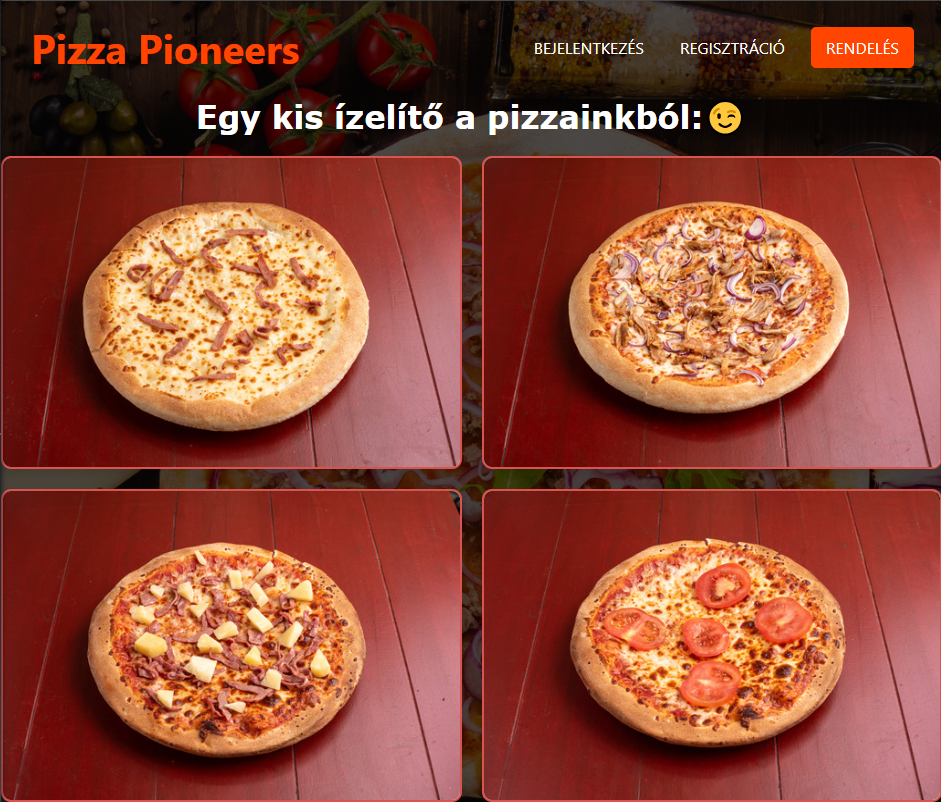 Pizza Pioneers
BEJELENTKEZÉS REGISZTRÁCIÓ RENDELÉS
Egy kis ízelítő a pizzainkból:😉